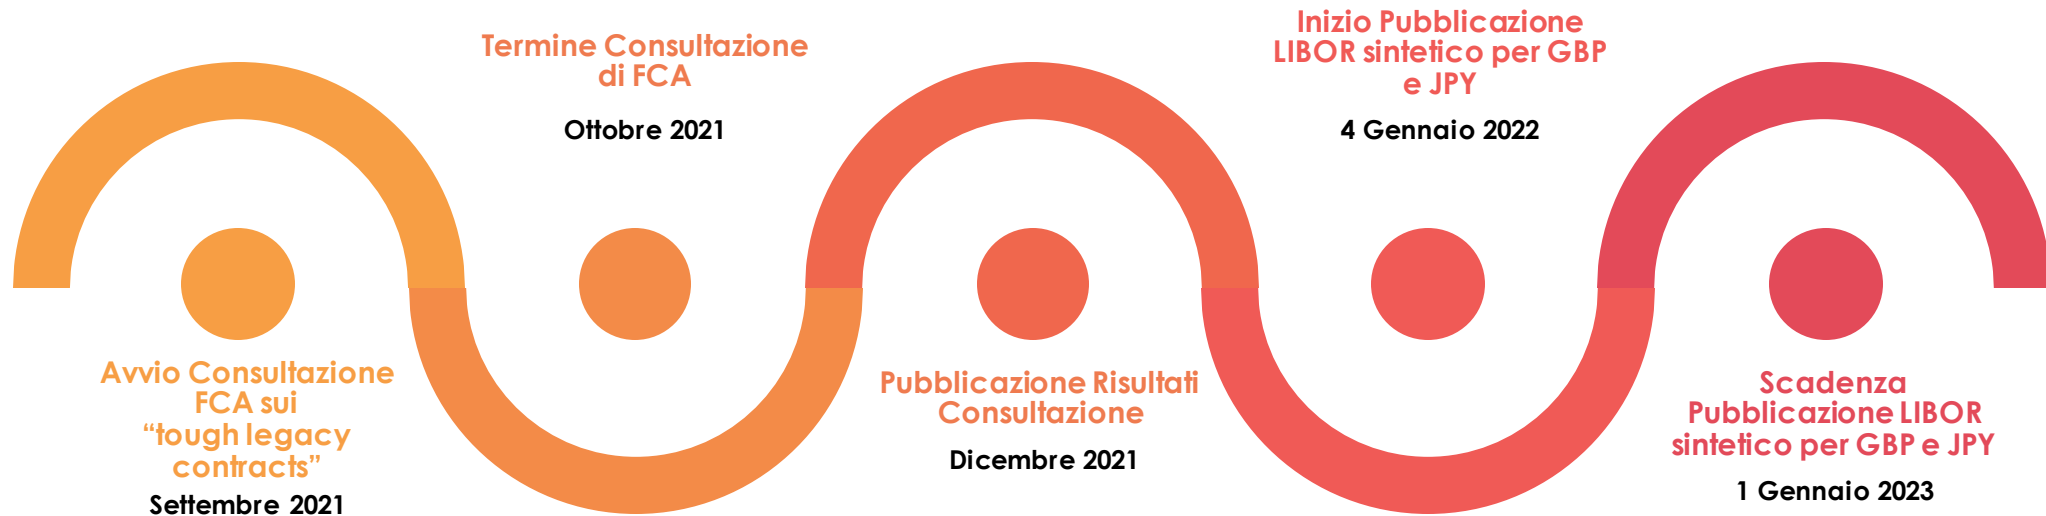 Avvio Consultazione
FCA sui
“tough legacy
contracts”
Settembre 2021
Termine Consultazione
di FCA
Ottobre 2021
Pubblicazione Risultati
Consultazione
Dicembre 2021
Inizio Pubblicazione
LIBOR sintetico per GBP
e JPY
4 Gennaio 2022
Scadenza
Pubblicazione LIBOR
sintetico per GBP e JPY
1 Gennaio 2023